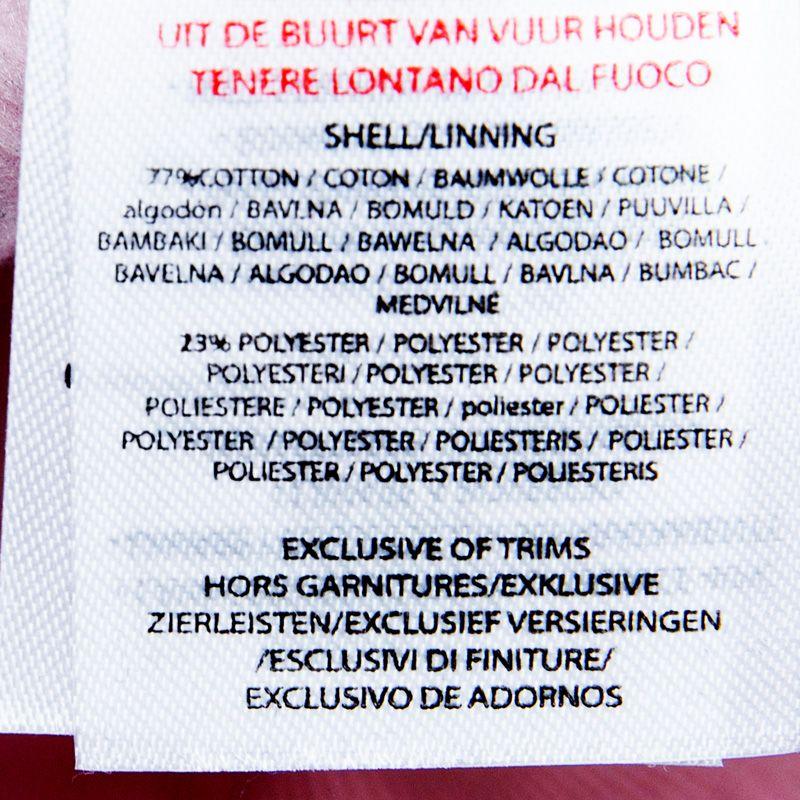 UIT DE BUURT VAN VUUR HOUDEN
TENERE LONTANO DAL FUOCO
SHELL/LINNING
77%COTTON / COTON / BAUMWOLLE / COTONE /
algodón / BAVLNA / BOMULD / KATOEN / PUUVILLA /
BAMBAKI / BOMULL / BAWELNA / ALGODAO / BOMULL
BAVELNA / ALGODAO / BOMULL / BAVLNA / BUMBAC /
MEDVILNĖ
23% POLYESTER / POLYESTER / POLYESTER /
POLYESTERI / POLYESTER / POLYESTER /
POLIESTERE / POLYESTER / poliester / POLIESTER /
POLYESTER / POLYESTER / POLIESTERIS / POLIESTER /
POLIESTER / POLYESTER / POLIESTERIS
EXCLUSIVE OF TRIMS
HORS GARNITURES/EXKLUSIVE
ZIERLEISTEN/EXCLUSIEF VERSIERINGEN
/ESCLUSIVI DI FINITURE/
EXCLUSIVO DE ADORNOS